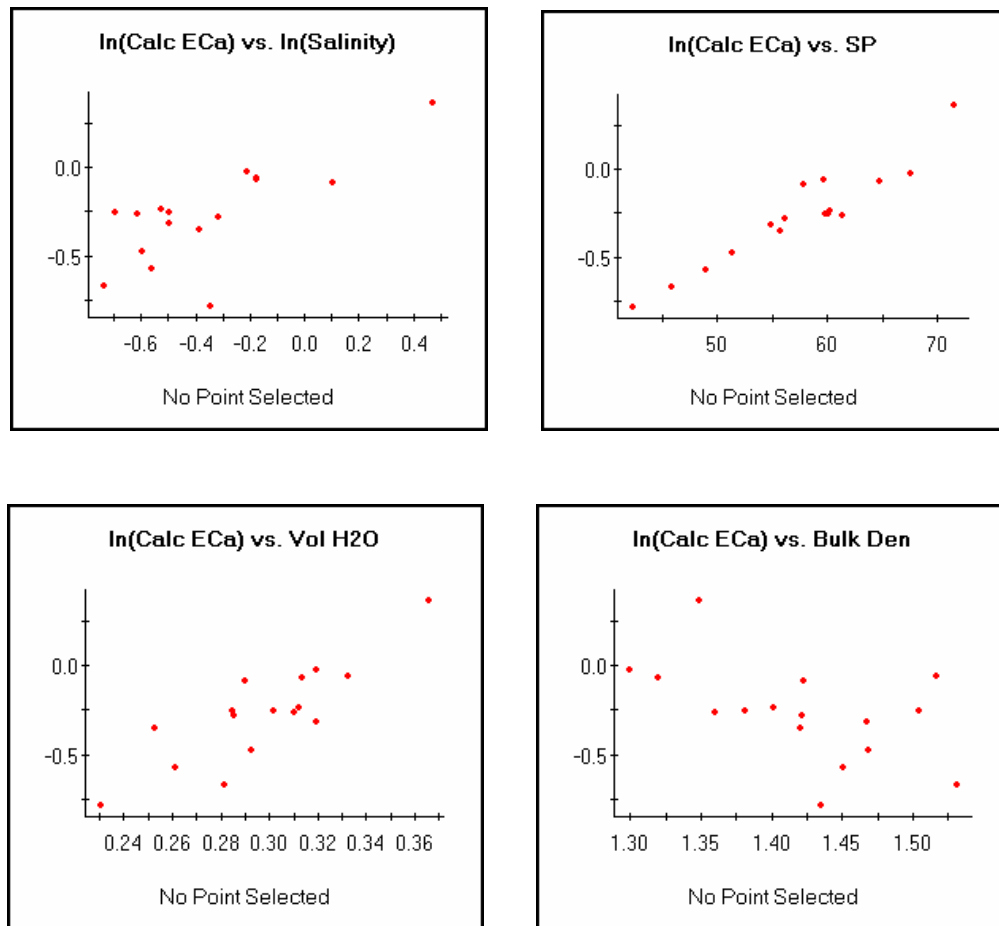 ln(Calc ECa) vs. ln(Salinity)
0.0
-0.5
-0.6 -0.4 -0.2 0.0 0.2 0.4
No Point Selected
ln(Calc ECa) vs. SP
0.0
-0.5
50 60 70
No Point Selected
ln(Calc ECa) vs. Vol H2O
0.0
-0.5
0.24 0.26 0.28 0.30 0.32 0.34 0.36
No Point Selected
ln(Calc ECa) vs. Bulk Den
0.0
-0.5
1.30 1.35 1.40 1.45 1.50
No Point Selected